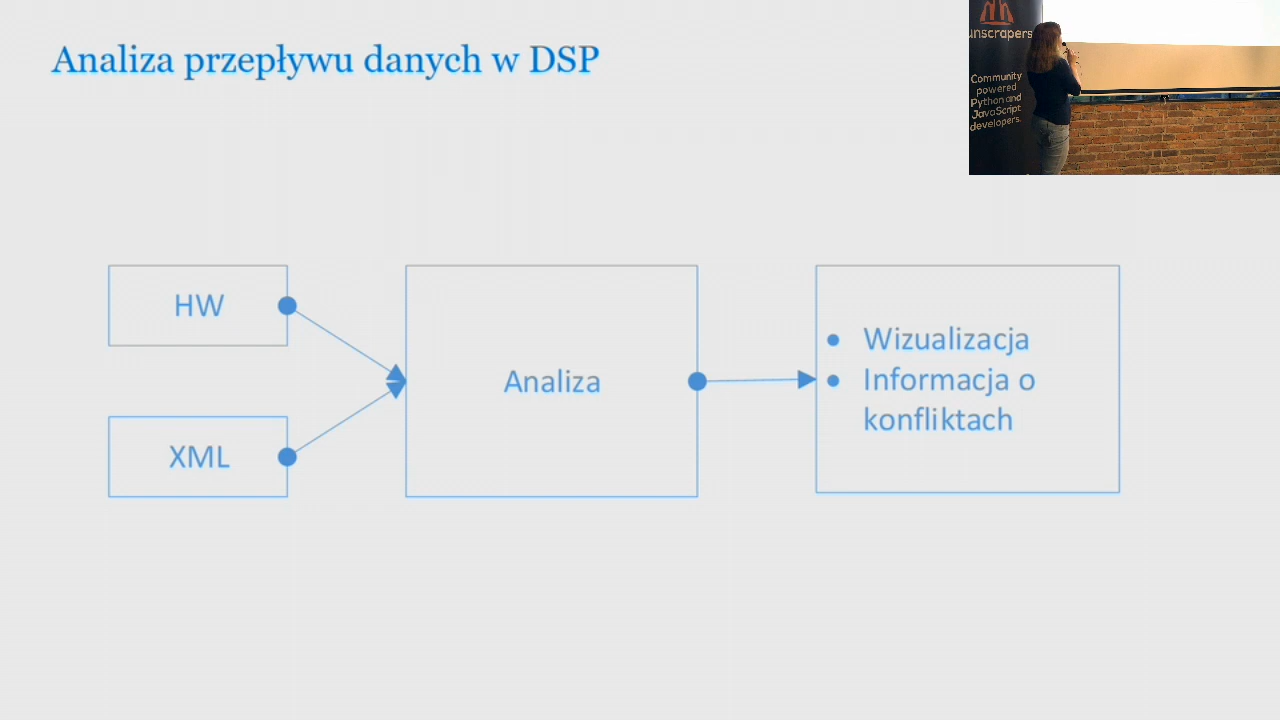 Analiza przepływu danych w DSP
unscrapers
Community
powered
Python and
JavaScript
developers.
HW
XML
Analiza
Wizualizacja
Informacja o
konfliktach